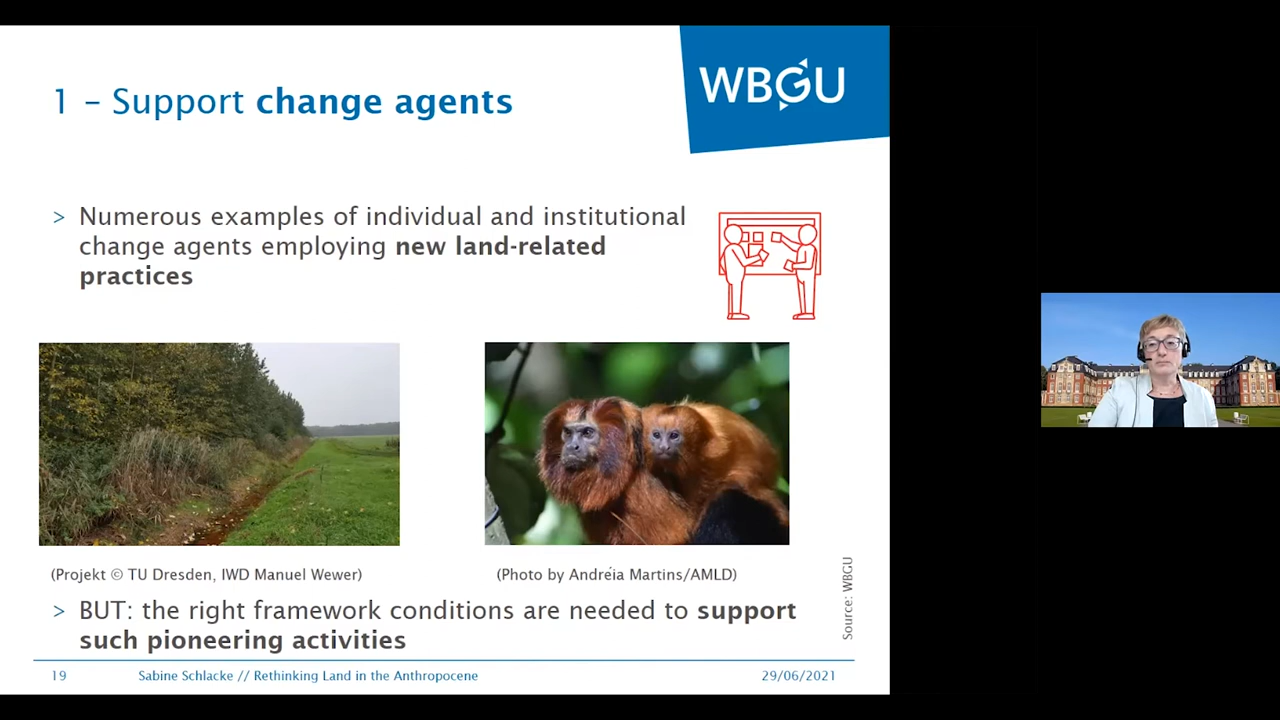 1 – Support change agents
WBGU
> Numerous examples of individual and institutional
change agents employing new land-related
practices
(Projekt © TU Dresden, IWD Manuel Wewer)
(Photo by Andréia Martins/AMLD)
Source: WBGU
> BUT: the right framework conditions are needed to support
such pioneering activities
19
Sabine Schlacke // Rethinking Land in the Anthropocene
29/06/2021